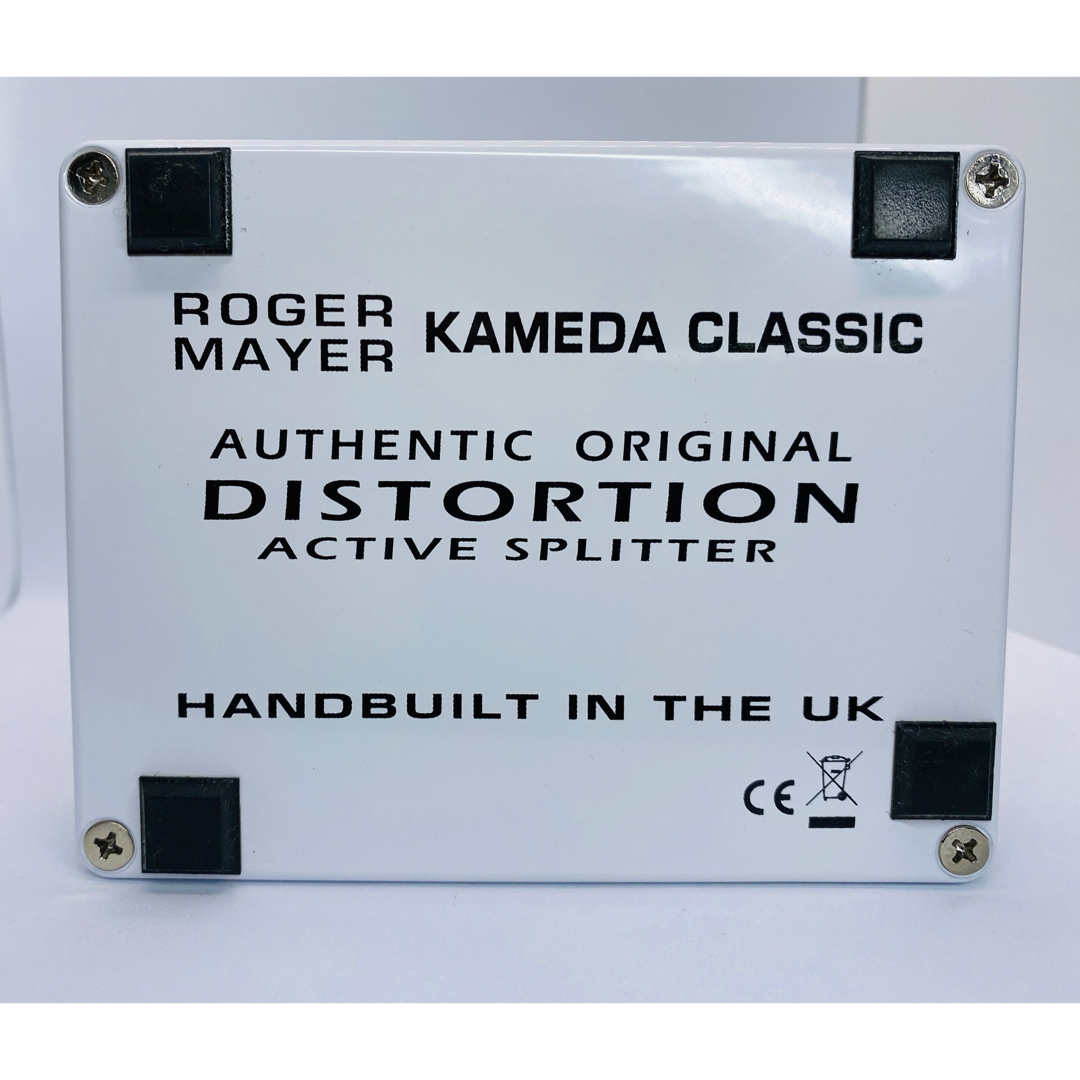 ROGER
MAYER
KAMEDA CLASSIC
AUTHENTIC ORIGINAL
DISTORTION
ACTIVE SPLITTER
HANDBUILT IN THE UK
CE